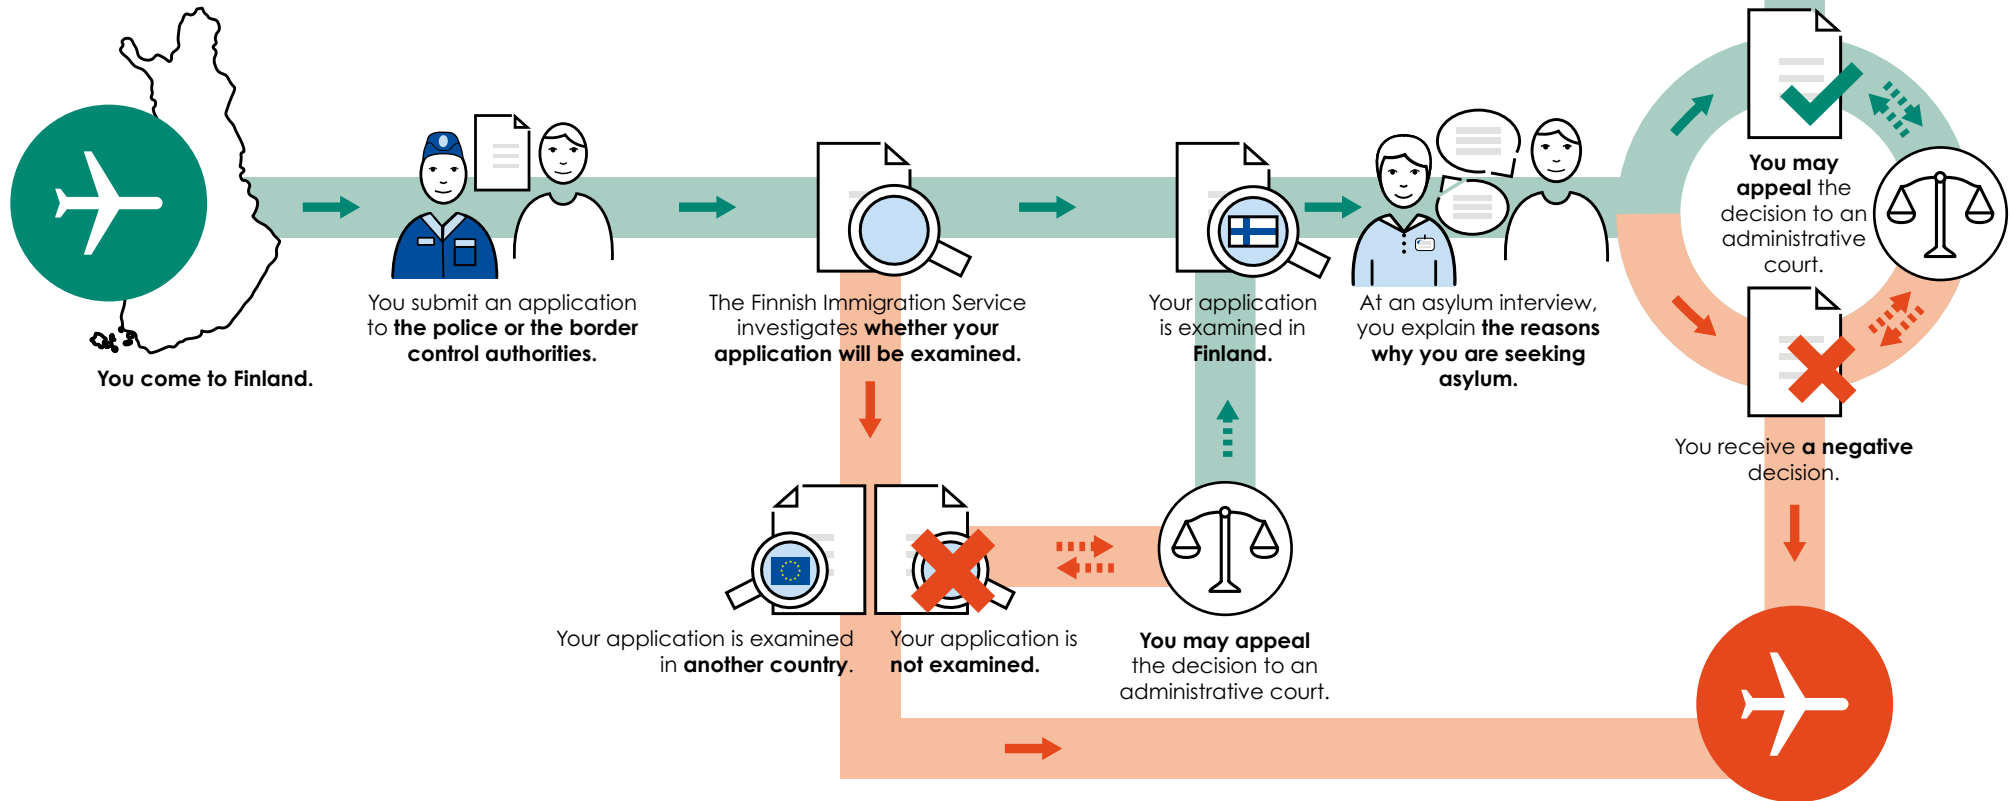 You come to Finland.
You submit an application
to the police or the border
control authorities.
The Finnish Immigration Service
investigates whether your
application will be examined.
Your application
is examined in
Finland.
At an asylum interview,
you explain the reasons
why you are seeking
asylum.
You may
appeal the
decision to an
administrative
court.
You receive a negative
decision.
Your application is examined
in another country.
Your application is
not examined.
You may appeal
the decision to an
administrative court.